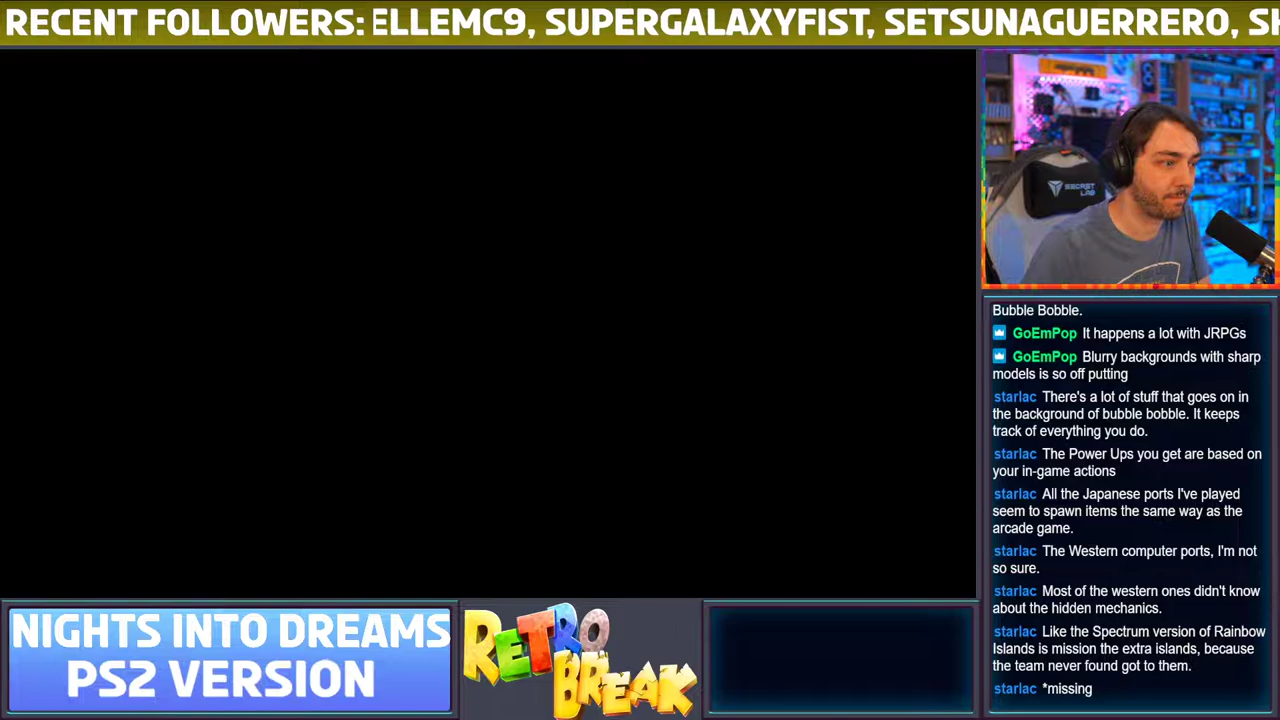 RECENT FOLLOWERS: ELLEMC9, SUPERGALAXYFIST, SETSUNAGUERRERO, SH
SECRET
LAB
Bubble Bobble.
GoEmPop It happens a lot with JRPGs
GoEmPop Blurry backgrounds with sharp
models is so off putting
starlac There's a lot of stuff that goes on in
the background of bubble bobble. It keeps
track of everything you do.
starlac The Power Ups you get are based on
your in-game actions
starlac All the Japanese ports I've played
seem to spawn items the same way as the
arcade game.
starlac The Western computer ports, I'm not
so sure.
starlac Most of the western ones didn't know
about the hidden mechanics.
starlac Like the Spectrum version of Rainbow
Islands is mission the extra islands, because
the team never found got to them.
starlac *missing
NIGHTS INTO DREAMS
PS2 VERSION
RETRO
BREAK